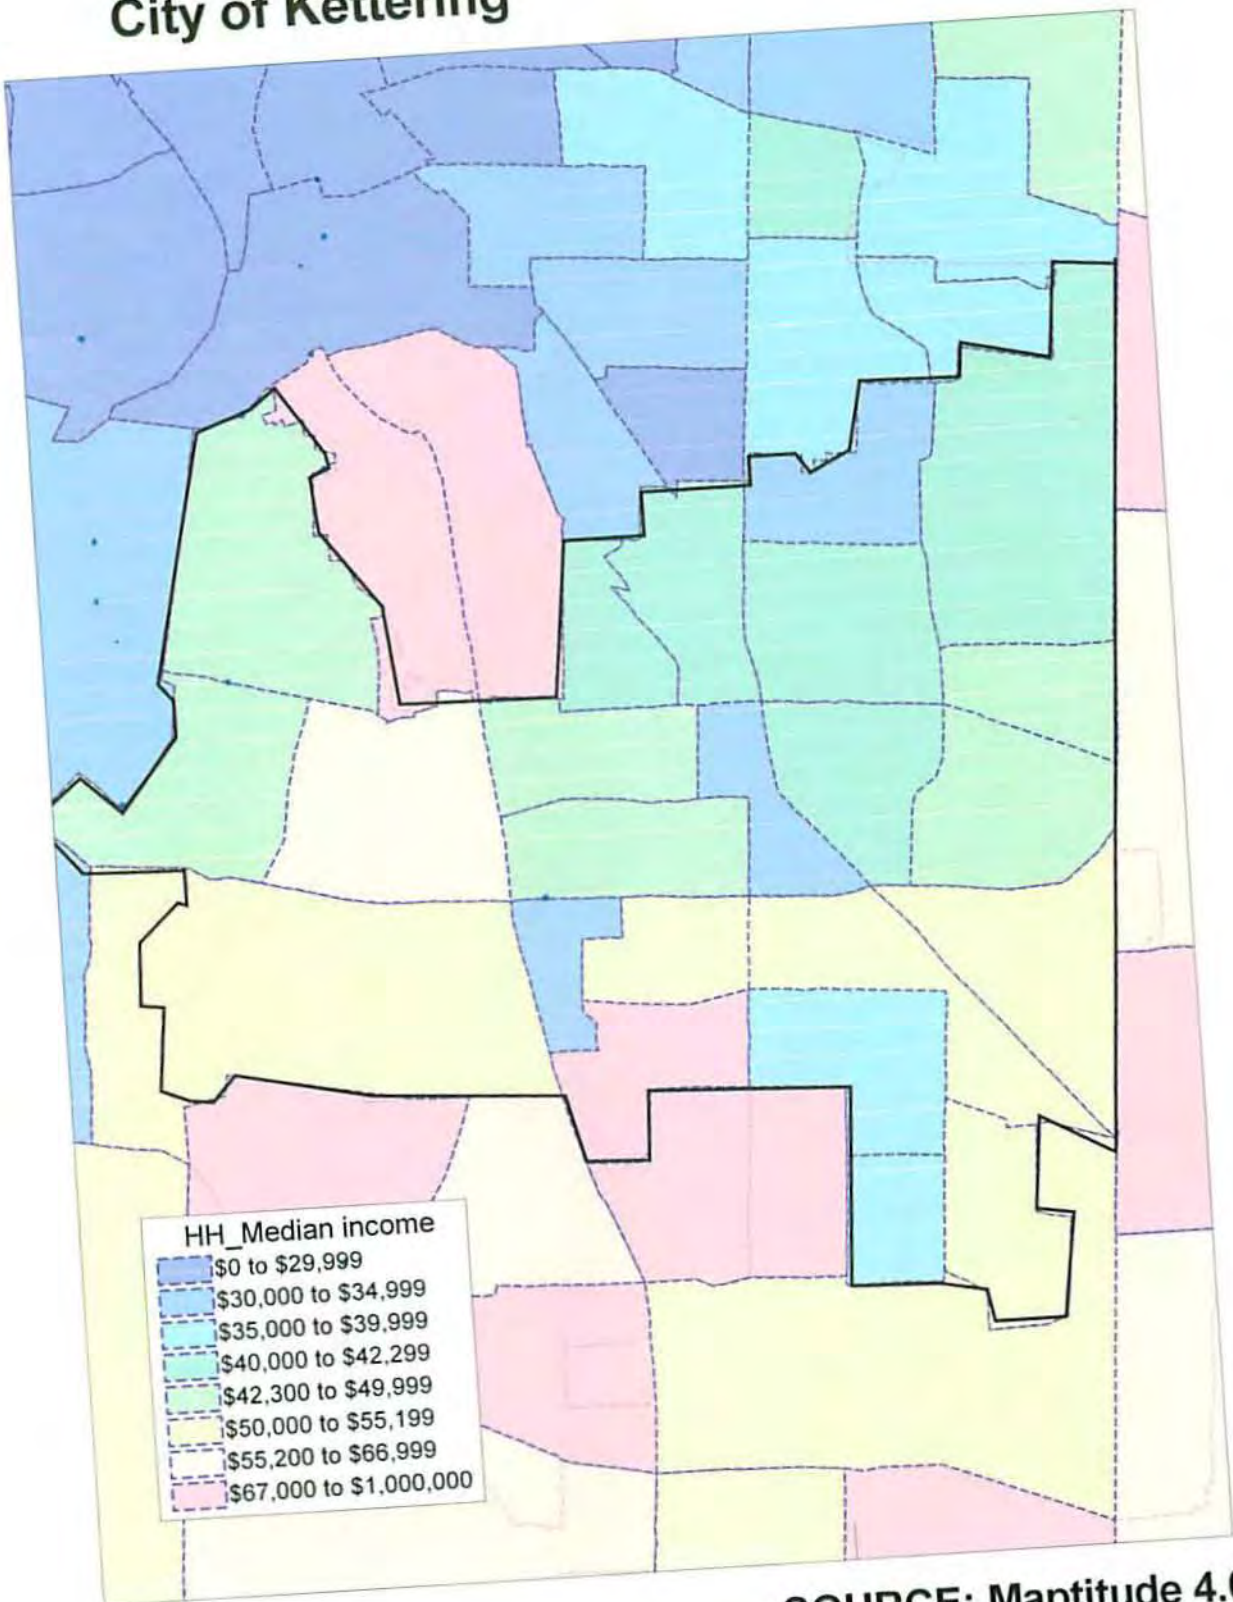 City of Kettering
HH_Median income
$0 to $29,999
$30,000 to $34,999
$35,000 to $39,999
$40,000 to $42,299
$42,300 to $49,999
$50,000 to $55,199
$55,200 to $66,999
$67,000 to $1,000,000
SOURCE: Maptitude 4.